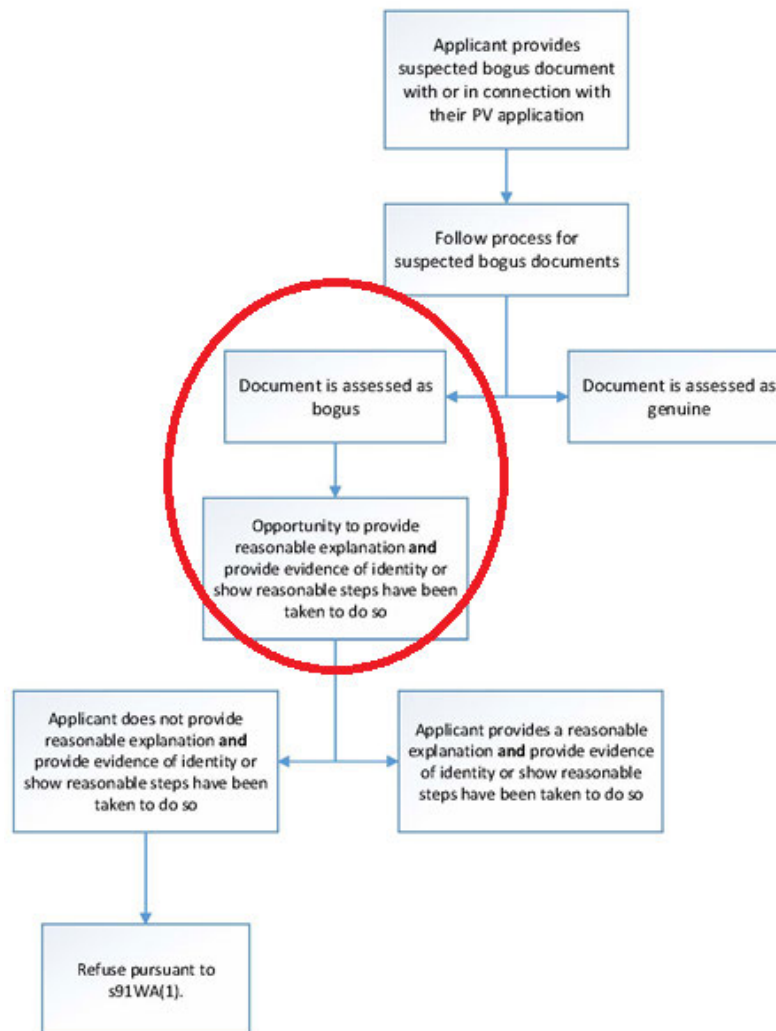 Applicant provides
suspected bogus document
with or in connection with
their PV application
Follow process for
suspected bogus documents
Document is assessed as
bogus
Document is assessed as
genuine
Opportunity to provide
reasonable explanation and
provide evidence of identity or
show reasonable steps have been
taken to do so
Applicant does not provide
reasonable explanation and
provide evidence of identity or
show reasonable steps have been
taken to do so
Applicant provides a reasonable
explanation and provide evidence
of identity or show reasonable
steps have been taken to do so
Refuse pursuant to
s91WA(1).